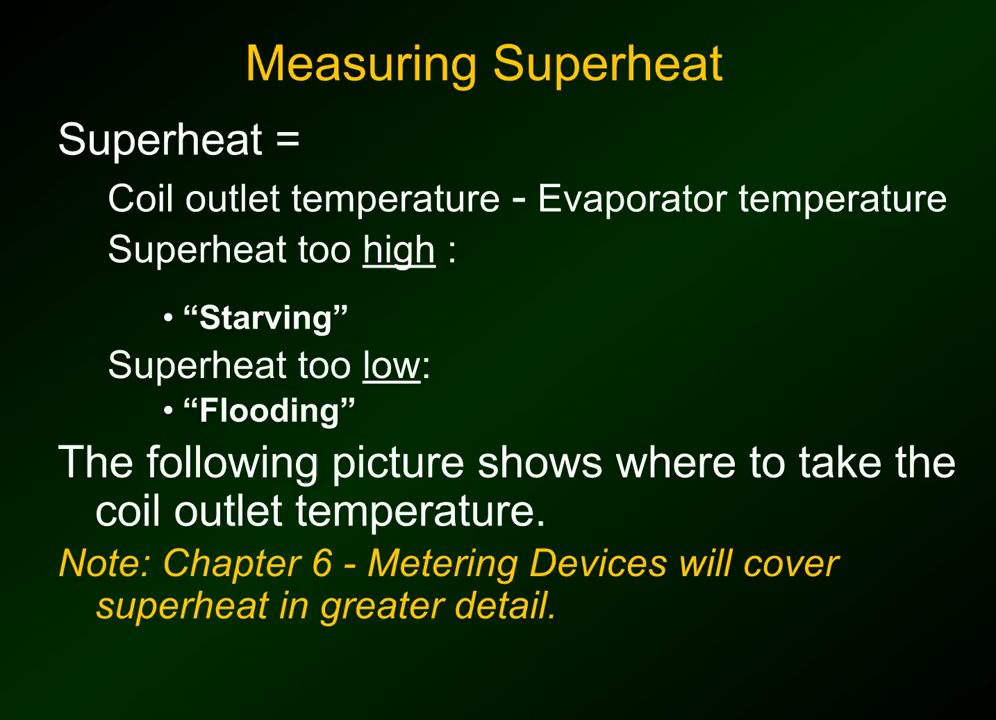 Measuring Superheat
Superheat =
Coil outlet temperature - Evaporator temperature
Superheat too high :
• “Starving”
Superheat too low:
• “Flooding”
The following picture shows where to take the
coil outlet temperature.
Note: Chapter 6 - Metering Devices will cover
superheat in greater detail.